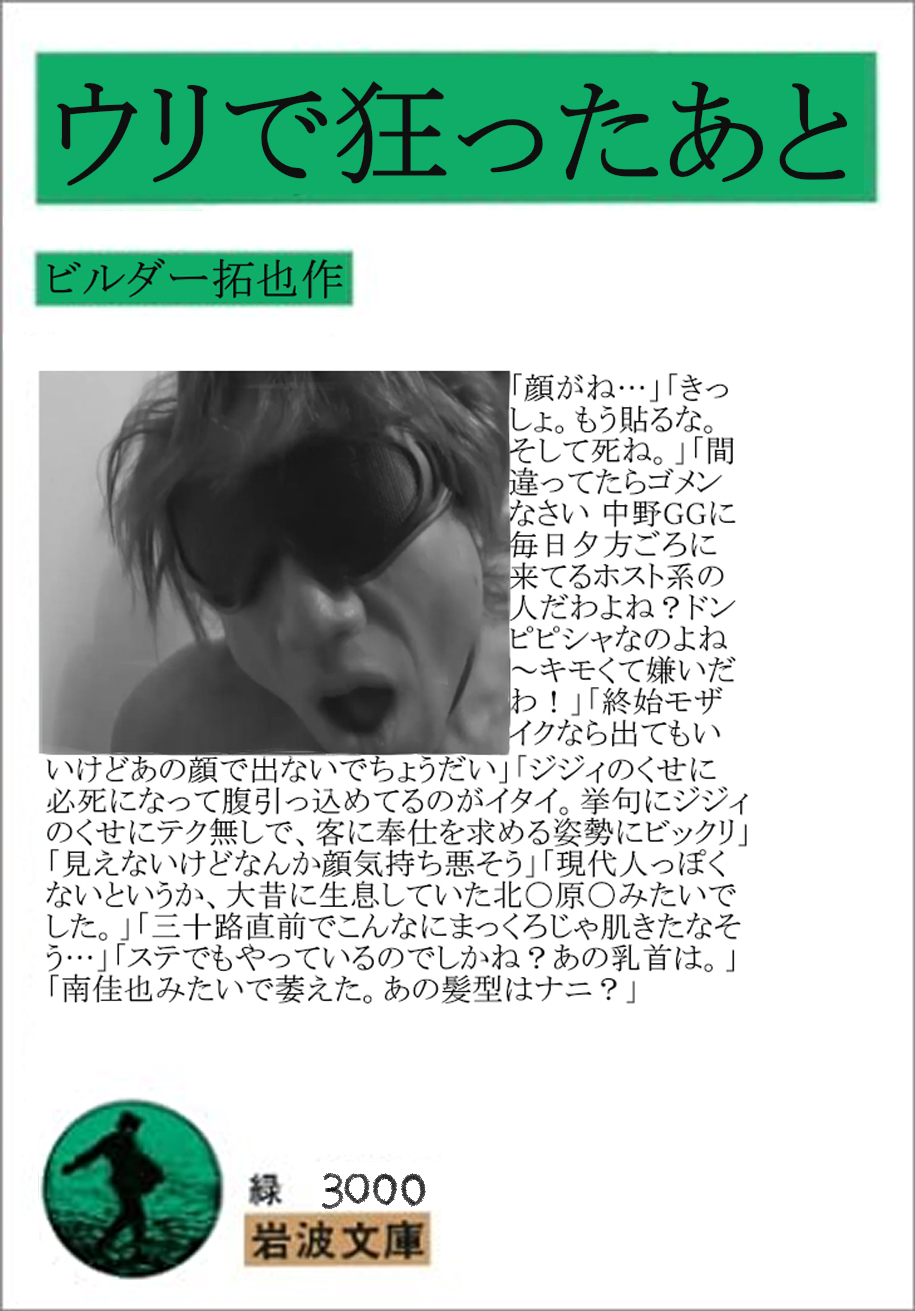 ウリで狂ったあと
ビルダー拓也作
「顔がね…」「きっ
しょ。もう貼るな。
そして死ね。」「間
違ってたらゴメン
なさい 中野GGに
毎日夕方ごろに
来てるホスト系の
人だわよね？ドン
ピピシャなのよね
～キモくて嫌いだ
わ！」「終始モザ
イクなら出てもい
いけどあの顔で出ないでちょうだい」「ジジィのくせに
必死になって腹引っ込めてるのがイタイ。挙句にジジィ
のくせにテク無しで、客に奉仕を求める姿勢にビックリ」
「見えないけどなんか顔気持ち悪そう」「現代人っぽく
ないというか、大昔に生息していた北〇原〇みたいで
した。」「三十路直前でこんなにまっくろじゃ肌きたなそ
う…」「ステでもやっているのでしかね？あの乳首は。」
「南佳也みたいで萎えた。あの髪型はナニ？」
緑 3000
岩波文庫